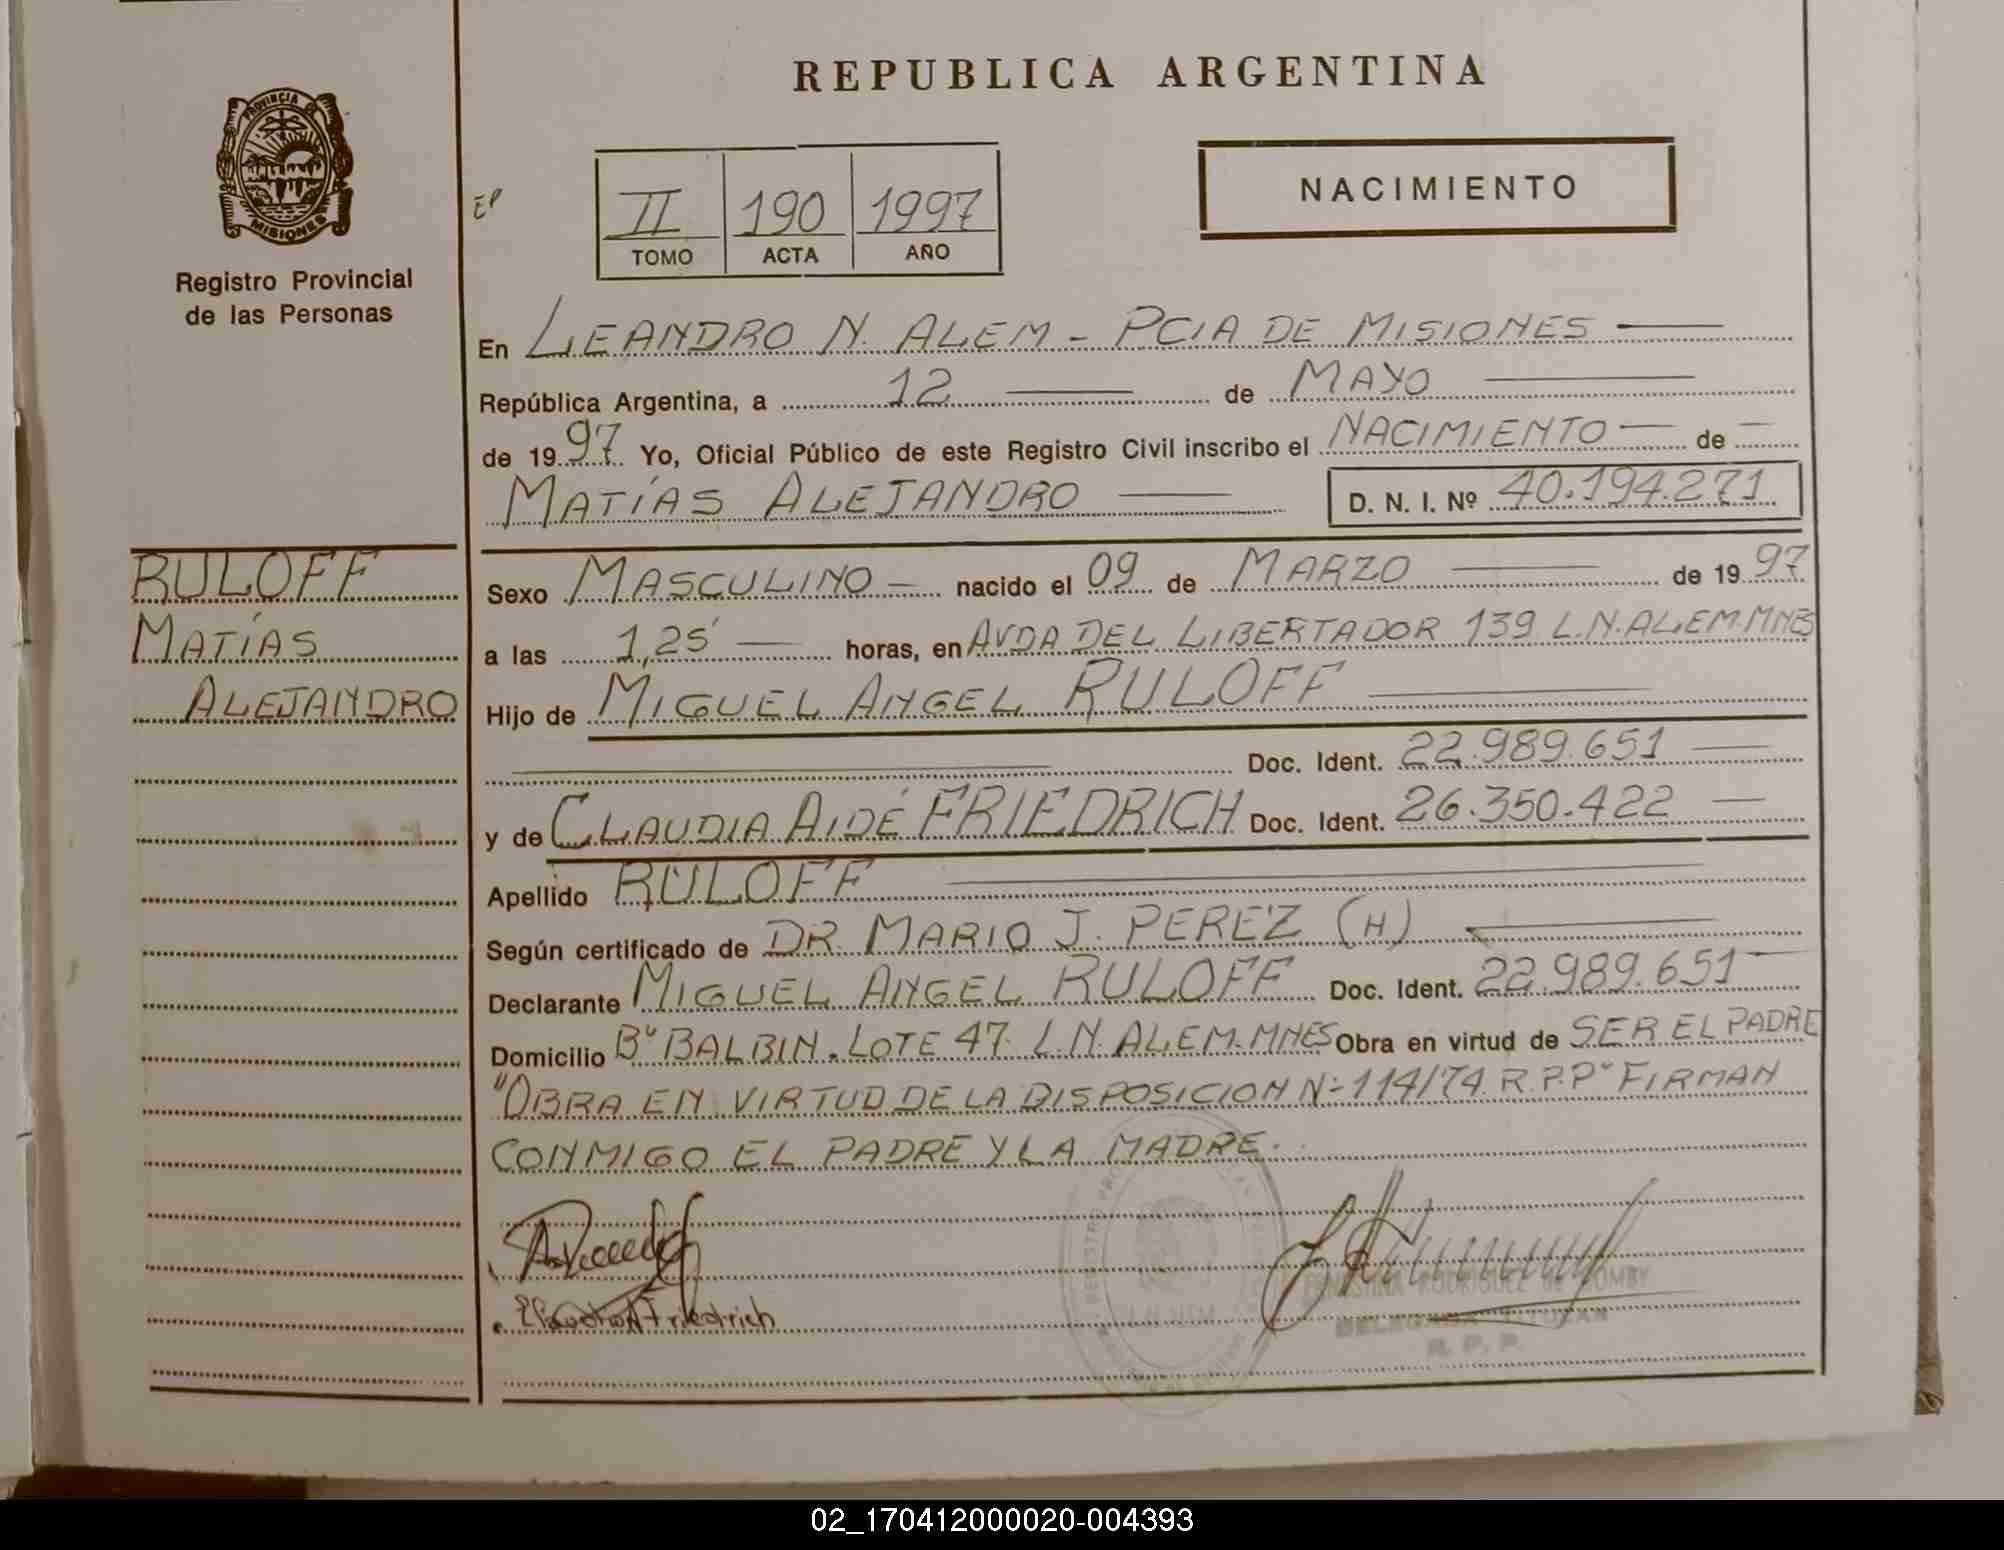 REPUBLICA ARGENTINA
PROVINCIA DE
MISIONES
Registro Provincial
de las Personas
II 190 1997
TOMO ACTA AÑO
NACIMIENTO
En LEANDRO N. ALEM - PCIA DE MISIONES
República Argentina, a 12 de MAYO
de 1997 Yo, Oficial Público de este Registro Civil inscribo el NACIMIENTO de
MATÍAS ALEJANDRO D. N. I. Nº 40.194.271
RULOFF
MATÍAS
ALEJANDRO
Sexo MASCULINO nacido el 09 de MARZO de 1997
a las 1,25' horas, en AVDA DEL LIBERTADOR 139 L.N.ALEM.MNES
Hijo de MIGUEL ANGEL RULOFF
Doc. Ident. 22.989.651
y de CLAUDIA AIDÉ FRIEDRICH Doc. Ident. 26.350.422
Apellido RULOFF
Según certificado de DR. MARIO J. PEREZ (H)
Declarante MIGUEL ANGEL RULOFF Doc. Ident. 22.989.651
Domicilio Bº BALBIN. LOTE 47. L.N. ALEM.MNES Obra en virtud de SER EL PADRE
"OBRA EN VIRTUD DE LA DISPOSICION Nº 114/74 R.P.P" FIRMAN
CONMIGO EL PADRE Y LA MADRE.
Friedrich
ERNESTINA RODRIGUEZ DE
DELEGADA TITULAR
R. P. P.
02_170412000020-004393